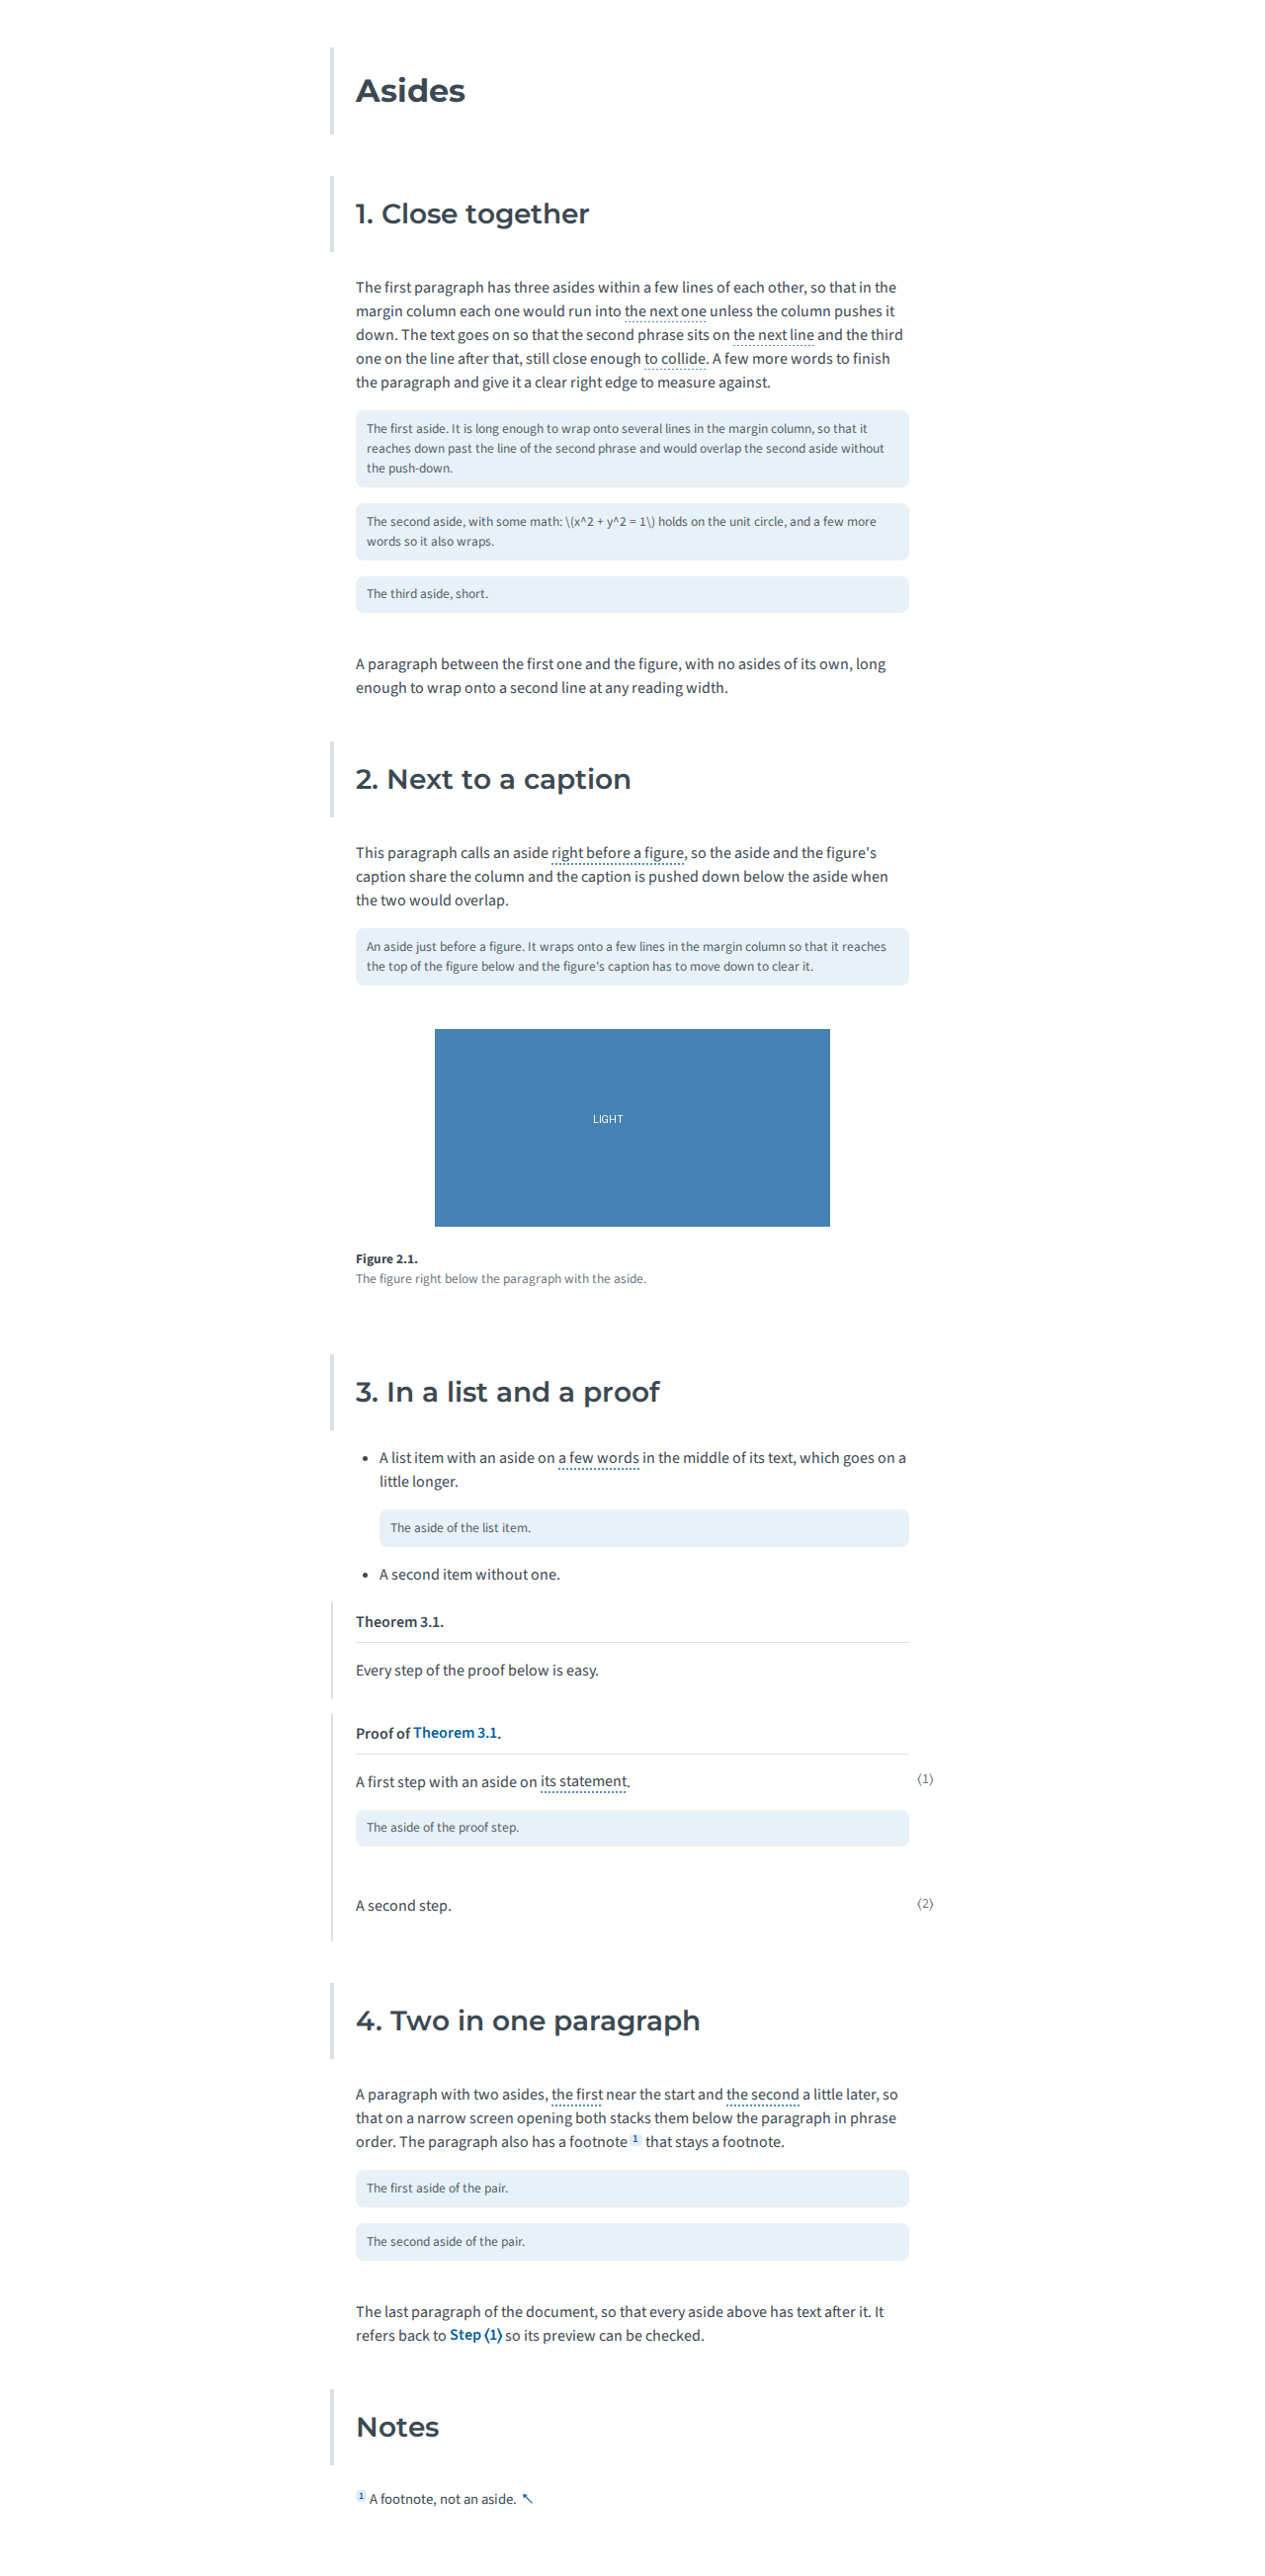 Asides
1. Close together
The first paragraph has three asides within a few lines of each other, so that in the
margin column each one would run into the next one unless the column pushes it
down. The text goes on so that the second phrase sits on the next line and the third
one on the line after that, still close enough to collide. A few more words to finish
the paragraph and give it a clear right edge to measure against.
The first aside. It is long enough to wrap onto several lines in the margin column, so that it
reaches down past the line of the second phrase and would overlap the second aside without
the push-down.
The second aside, with some math: \(x^2 + y^2 = 1\) holds on the unit circle, and a few more
words so it also wraps.
The third aside, short.
A paragraph between the first one and the figure, with no asides of its own, long
enough to wrap onto a second line at any reading width.
2. Next to a caption
This paragraph calls an aside right before a figure, so the aside and the figure's
caption share the column and the caption is pushed down below the aside when
the two would overlap.
An aside just before a figure. It wraps onto a few lines in the margin column so that it reaches
the top of the figure below and the figure's caption has to move down to clear it.
LIGHT
Figure 2.1.
The figure right below the paragraph with the aside.
3. In a list and a proof
• A list item with an aside on a few words in the middle of its text, which goes on a
little longer.
The aside of the list item.
• A second item without one.
Theorem 3.1.
Every step of the proof below is easy.
Proof of Theorem 3.1.
A first step with an aside on its statement. ⟨1⟩
The aside of the proof step.
A second step. ⟨2⟩
4. Two in one paragraph
A paragraph with two asides, the first near the start and the second a little later, so
that on a narrow screen opening both stacks them below the paragraph in phrase
order. The paragraph also has a footnote 1 that stays a footnote.
The first aside of the pair.
The second aside of the pair.
The last paragraph of the document, so that every aside above has text after it. It
refers back to Step ⟨1⟩ so its preview can be checked.
Notes
1 A footnote, not an aside. ↖